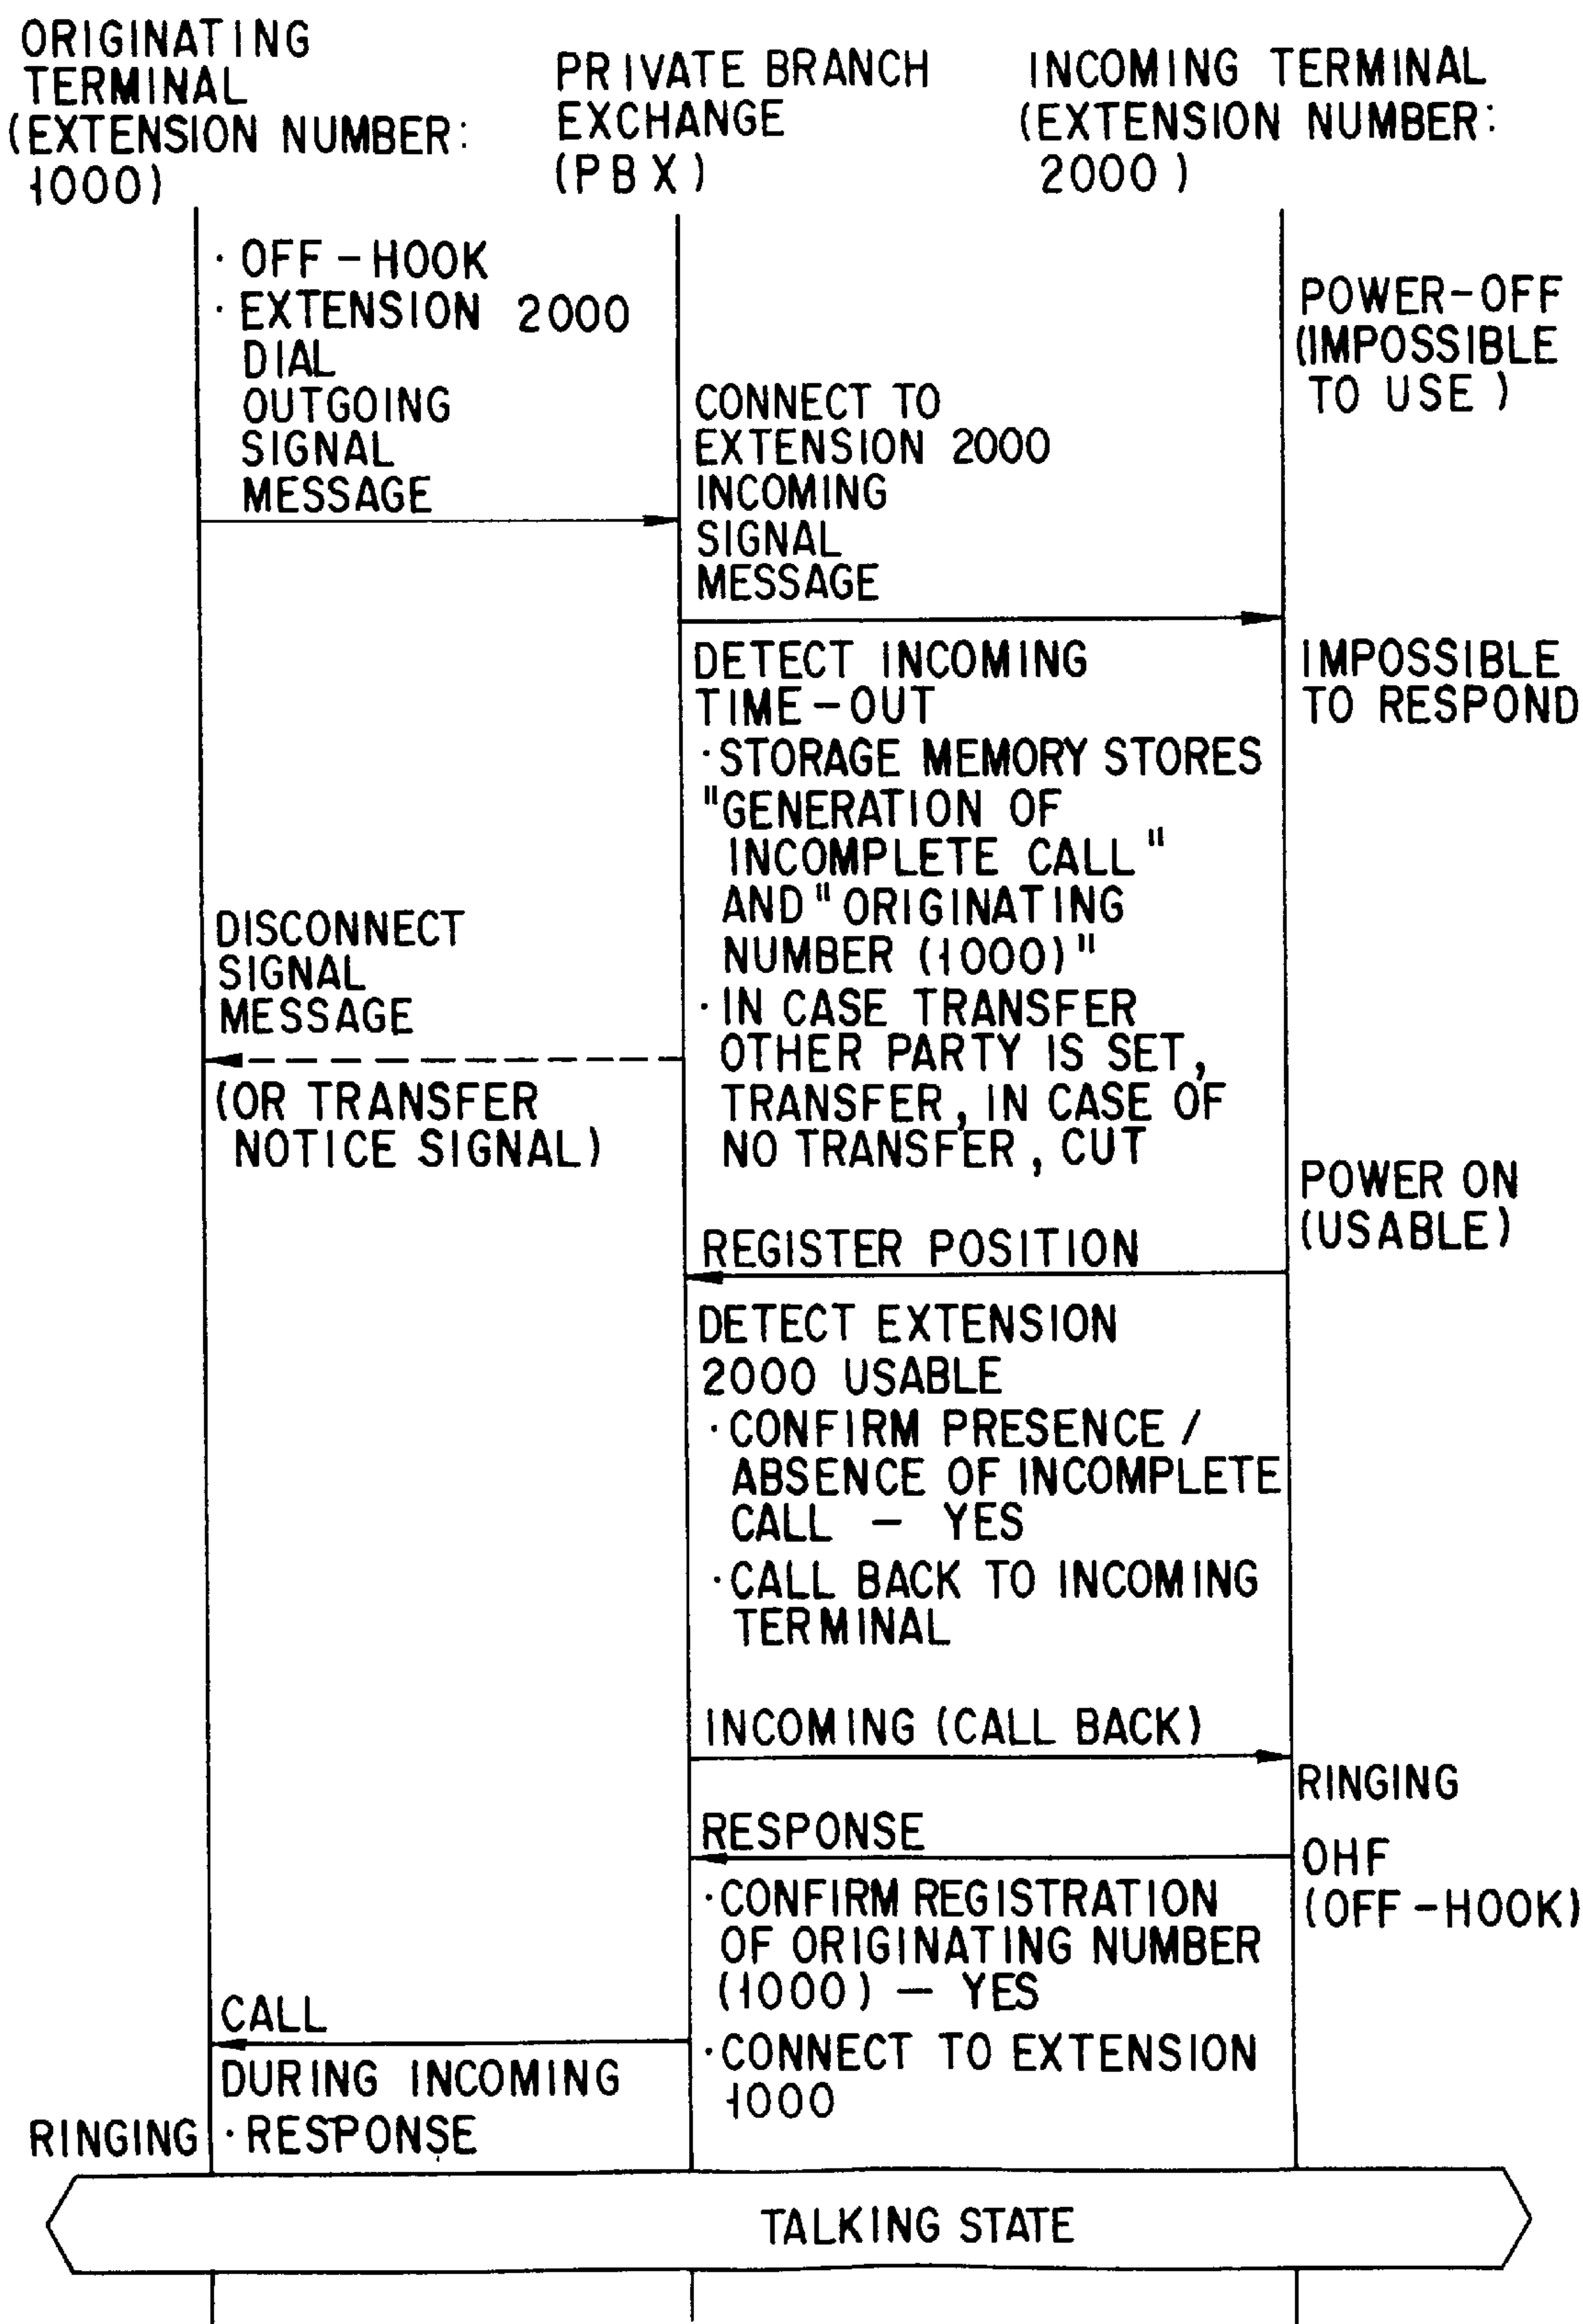 ORIGINATING
TERMINAL
(EXTENSION NUMBER:
1000)
PRIVATE BRANCH
EXCHANGE
(PBX)
INCOMING TERMINAL
(EXTENSION NUMBER:
2000)
· OFF-HOOK
· EXTENSION 2000
DIAL
OUTGOING
SIGNAL
MESSAGE
POWER-OFF
(IMPOSSIBLE
TO USE)
CONNECT TO
EXTENSION 2000
INCOMING
SIGNAL
MESSAGE
DETECT INCOMING
TIME-OUT
· STORAGE MEMORY STORES
"GENERATION OF
INCOMPLETE CALL"
AND "ORIGINATING
NUMBER (1000)"
· IN CASE TRANSFER
OTHER PARTY IS SET,
TRANSFER, IN CASE OF
NO TRANSFER, CUT
IMPOSSIBLE
TO RESPOND
DISCONNECT
SIGNAL
MESSAGE
(OR TRANSFER
NOTICE SIGNAL)
POWER ON
(USABLE)
REGISTER POSITION
DETECT EXTENSION
2000 USABLE
· CONFIRM PRESENCE /
ABSENCE OF INCOMPLETE
CALL - YES
· CALL BACK TO INCOMING
TERMINAL
INCOMING (CALL BACK)
RINGING
RESPONSE
OHF
(OFF-HOOK)
· CONFIRM REGISTRATION
OF ORIGINATING NUMBER
(1000) - YES
· CONNECT TO EXTENSION
1000
CALL
DURING INCOMING
RINGING
· RESPONSE
TALKING STATE